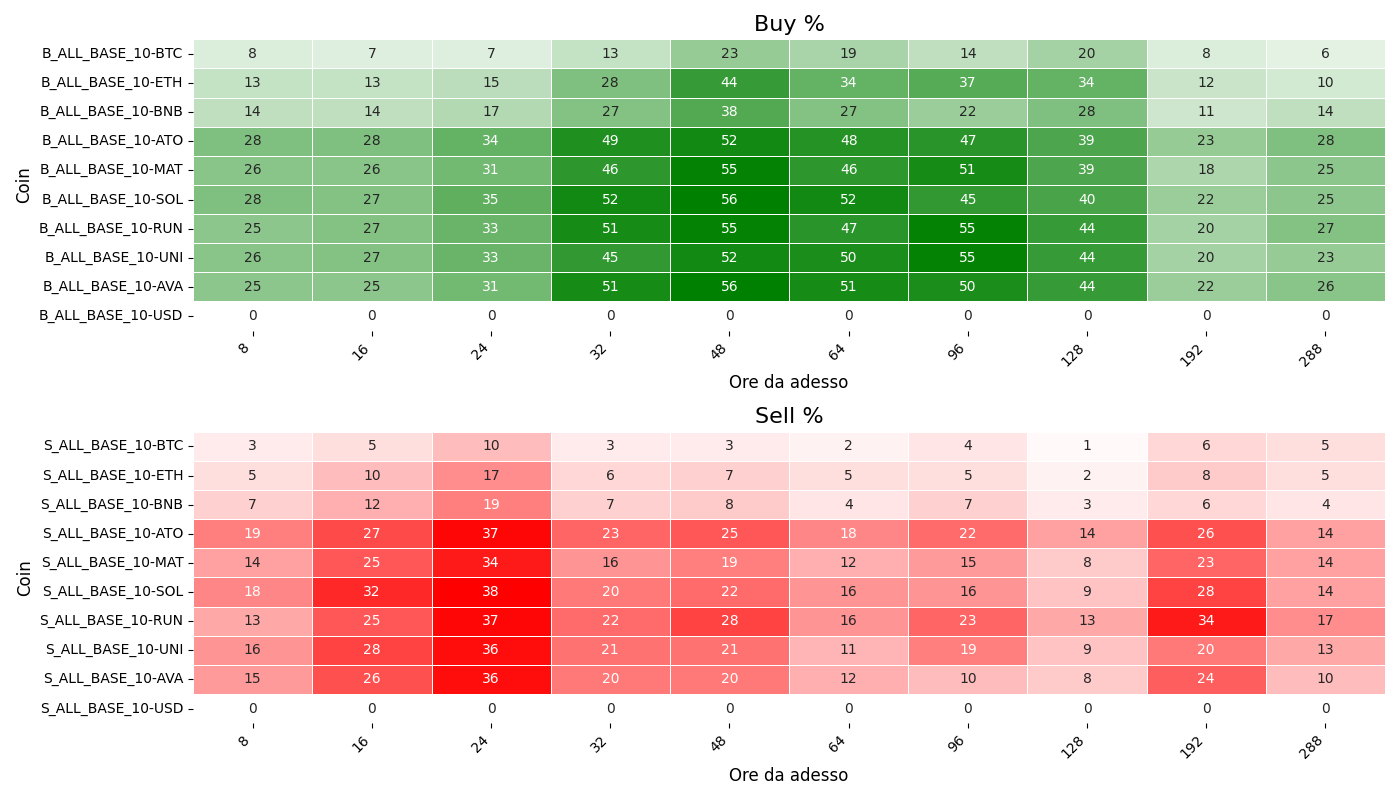 Buy %
Coin
B_ALL_BASE_10-BTC 8 7 7 13 23 19 14 20 8 6
B_ALL_BASE_10-ETH 13 13 15 28 44 34 37 34 12 10
B_ALL_BASE_10-BNB 14 14 17 27 38 27 22 28 11 14
B_ALL_BASE_10-ATO 28 28 34 49 52 48 47 39 23 28
B_ALL_BASE_10-MAT 26 26 31 46 55 46 51 39 18 25
B_ALL_BASE_10-SOL 28 27 35 52 56 52 45 40 22 25
B_ALL_BASE_10-RUN 25 27 33 51 55 47 55 44 20 27
B_ALL_BASE_10-UNI 26 27 33 45 52 50 55 44 20 23
B_ALL_BASE_10-AVA 25 25 31 51 56 51 50 44 22 26
B_ALL_BASE_10-USD 0 0 0 0 0 0 0 0 0 0
8 16 24 32 48 64 96 128 192 288
Ore da adesso
Sell %
Coin
S_ALL_BASE_10-BTC 3 5 10 3 3 2 4 1 6 5
S_ALL_BASE_10-ETH 5 10 17 6 7 5 5 2 8 5
S_ALL_BASE_10-BNB 7 12 19 7 8 4 7 3 6 4
S_ALL_BASE_10-ATO 19 27 37 23 25 18 22 14 26 14
S_ALL_BASE_10-MAT 14 25 34 16 19 12 15 8 23 14
S_ALL_BASE_10-SOL 18 32 38 20 22 16 16 9 28 14
S_ALL_BASE_10-RUN 13 25 37 22 28 16 23 13 34 17
S_ALL_BASE_10-UNI 16 28 36 21 21 11 19 9 20 13
S_ALL_BASE_10-AVA 15 26 36 20 20 12 10 8 24 10
S_ALL_BASE_10-USD 0 0 0 0 0 0 0 0 0 0
8 16 24 32 48 64 96 128 192 288
Ore da adesso